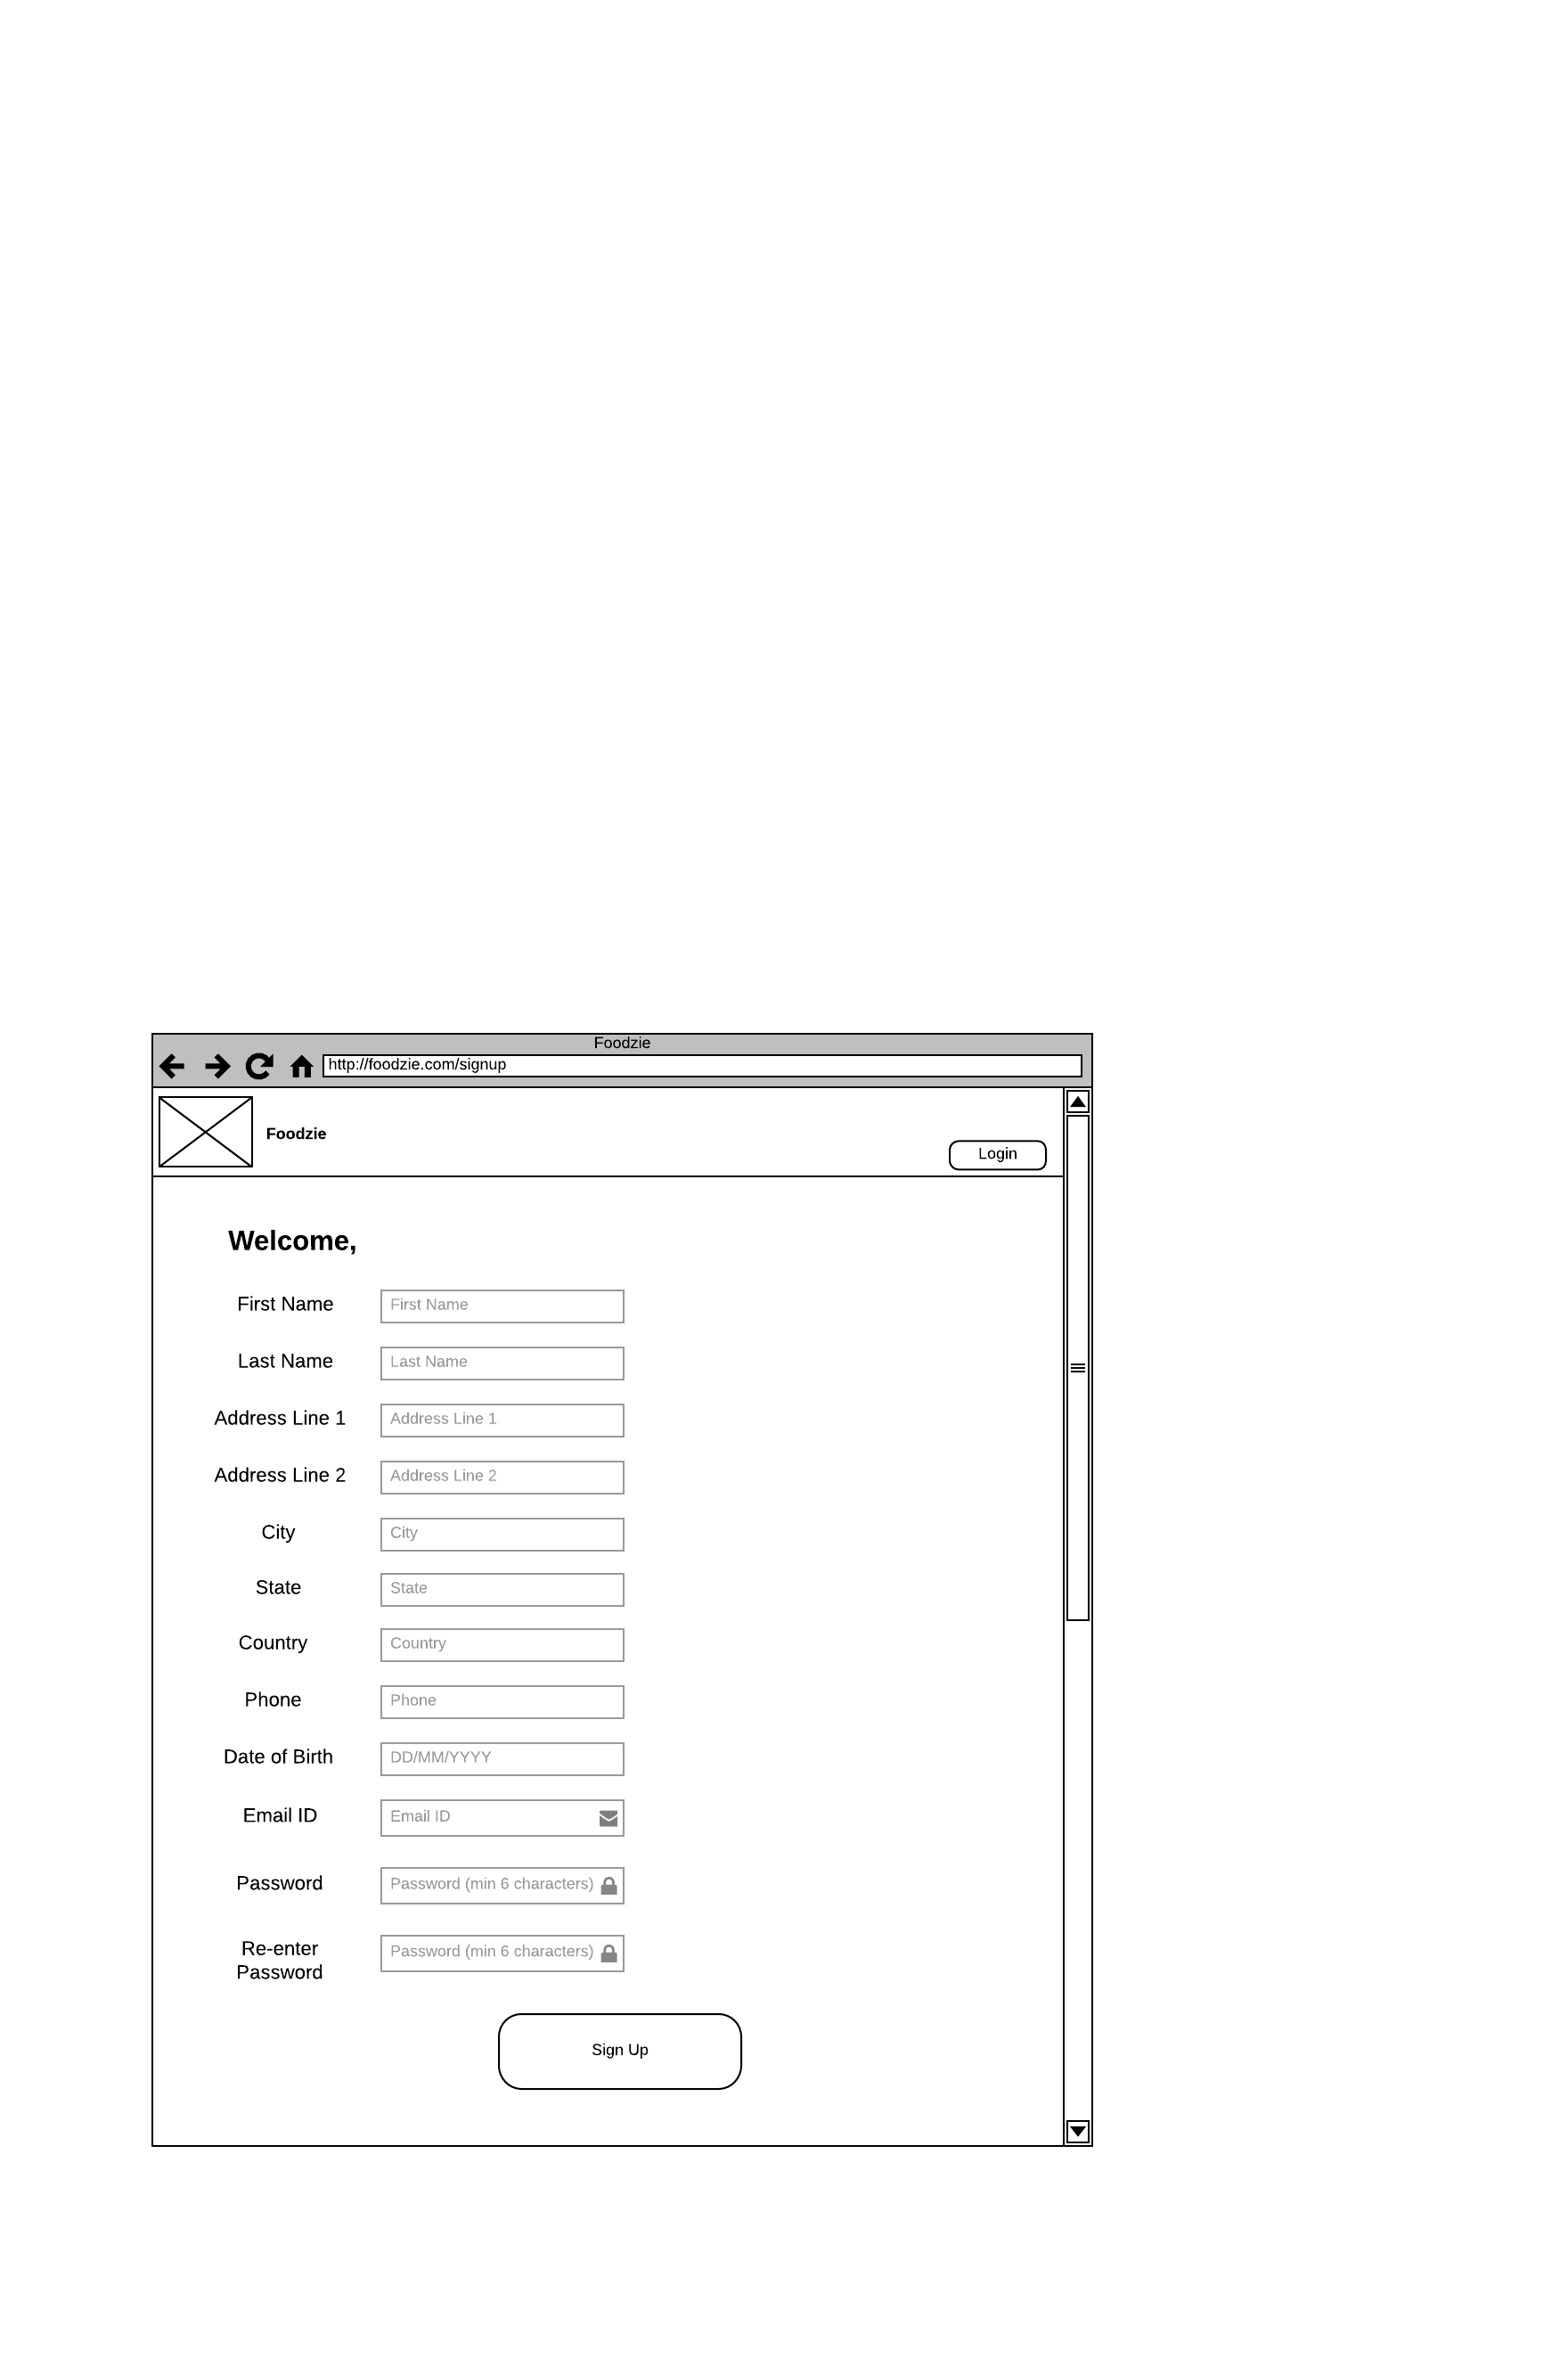 Foodzie
http://foodzie.com/signup
Foodzie
Login
Welcome,
First Name First Name
Last Name Last Name
Address Line 1 Address Line 1
Address Line 2 Address Line 2
City City
State State
Country Country
Phone Phone
Date of Birth DD/MM/YYYY
Email ID Email ID
Password Password (min 6 characters)
Re-enter Password (min 6 characters)
Password
Sign Up